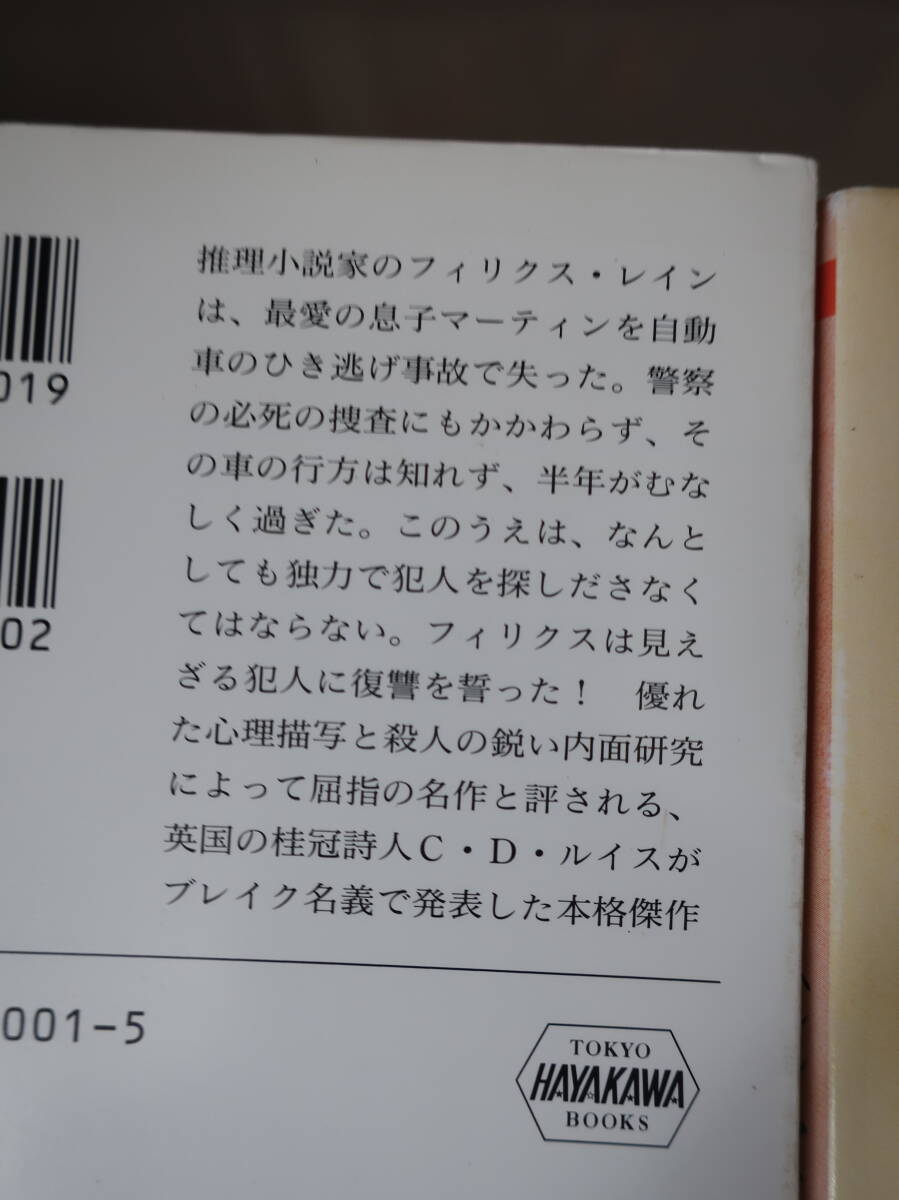 推理小説家のフィリクス・レイン
は、最愛の息子マーティンを自動
車のひき逃げ事故で失った。警察
の必死の捜査にもかかわらず、そ
の車の行方は知れず、半年がむな
しく過ぎた。このうえは、なんと
しても独力で犯人を探しださなく
てはならない。フィリクスは見え
ざる犯人に復讐を誓った！　優れ
た心理描写と殺人の鋭い内面研究
によって屈指の名作と評される、
英国の桂冠詩人C・D・ルイスが
ブレイク名義で発表した本格傑作
019
02
001-5
TOKYO
HAYAKAWA
BOOKS